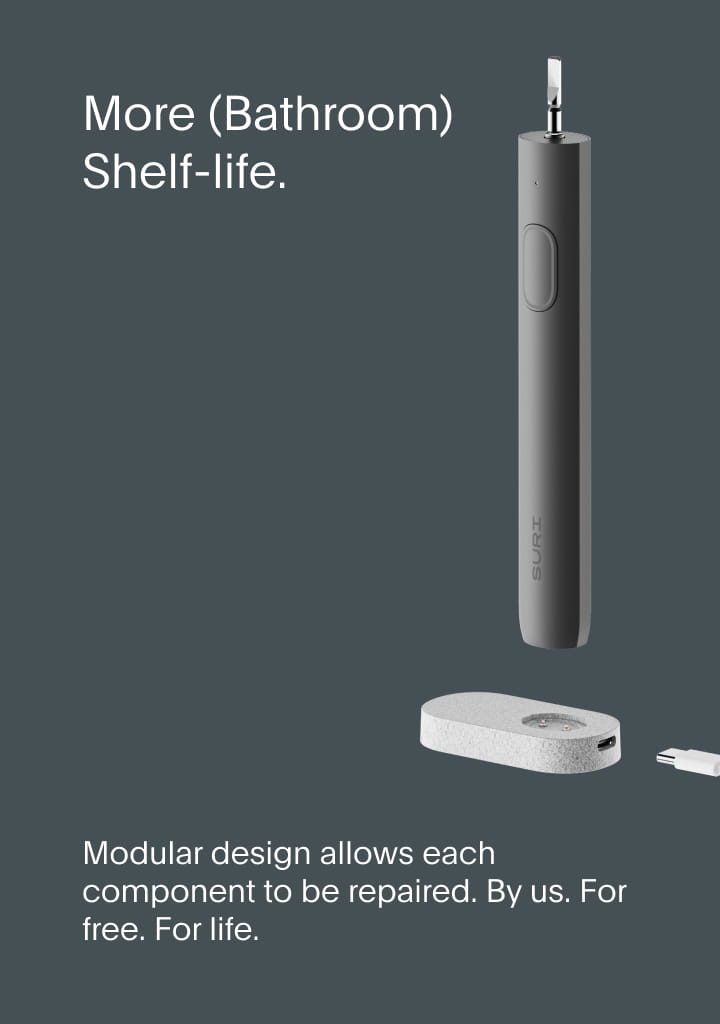 More (Bathroom)
Shelf-life.
SURI
Modular design allows each
component to be repaired. By us. For
free. For life.